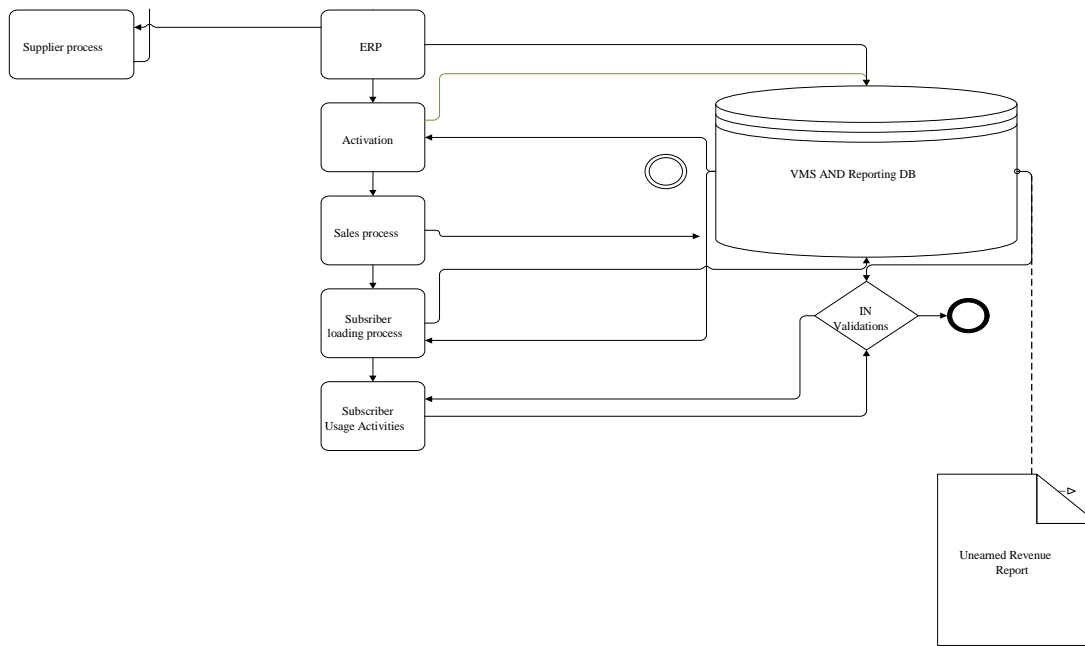 Supplier process
ERP
Activation
VMS AND Reporting DB
Sales process
Subsriber
loading process
IN
Validations
Subscriber
Usage Activities
Unearned Revenue
Report